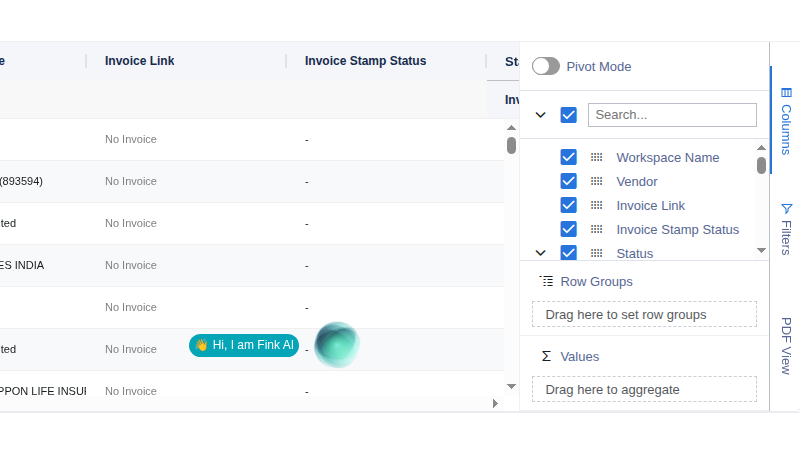 e
Invoice Link
Invoice Stamp Status
St
Inv
No Invoice
-
(893594)
No Invoice
-
ted
No Invoice
-
ES INDIA
No Invoice
-
No Invoice
-
ted
No Invoice
👋 Hi, I am Fink AI
-
PPON LIFE INSUR
No Invoice
-
Pivot Mode
Search...
Workspace Name
Vendor
Invoice Link
Invoice Stamp Status
Status
Row Groups
Drag here to set row groups
Σ Values
Drag here to aggregate
Columns
Filters
PDF View